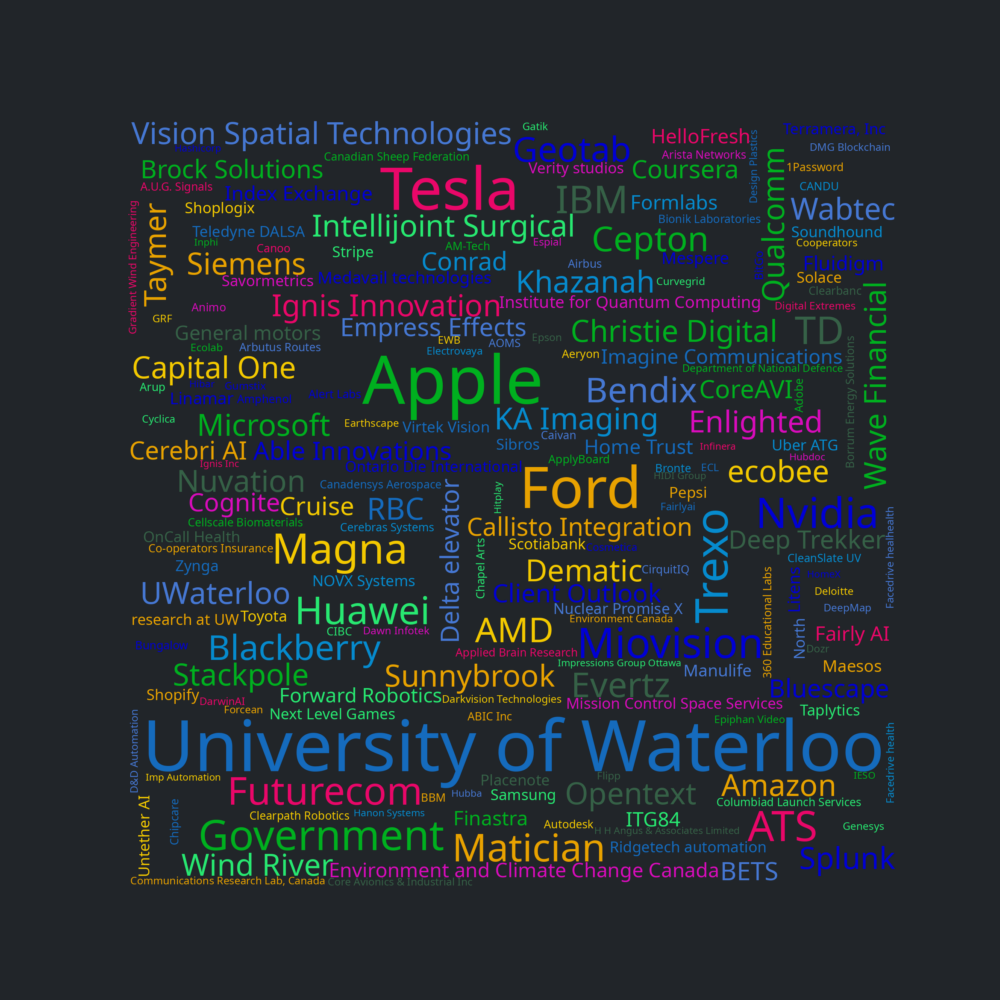 Vision Spatial Technologies
Gatik
HelloFresh
Terramera, Inc
Geotab
Arista Networks
DMG Blockchain
Design Plastics
Brock Solutions
Canadian Sheep Federation
Verity studios
Coursera
1Password
A.U.G. Signals
Index Exchange
Tesla
IBM
Formlabs
Qualcomm
CANDU
Wabtec
Shoplogix
Bionik Laboratories
Gradient Wind Engineering
Taymer
Teledyne DALSA
Intellijoint Surgical
Soundhound
Inphi
Canoo
Stripe
AM-Tech
Espial
Cepton
Cooperators
Siemens
Conrad
Airbus
Mespere
BitGo
Fluidigm
Savormetrics
Medavail technologies
Khazanah
Curvegrid
Solace
Clearbanc
Animo
Ignis Innovation
Institute for Quantum Computing
Digital Extremes
GRF
General motors
Empress Effects
Christie Digital
TD
Wave Financial
Ecolab
Arbutus Routes
EWB
AOMS
Epson
Electrovaya
Aeryon
Imagine Communications
Capital One
Apple
Department of National Defence
Borrum Energy Solutions
Arup
Linamar
Amphenol
Alert Labs
Bendix
CoreAVI
Adobe
Cyclica
Microsoft
Earthscape
Virtek Vision
KA Imaging
Enlighted
Cerebri AI
Able Innovations
Sibros
Caivan
Home Trust
Infinera
Uber ATG
Hubdoc
Ignis Inc
Ontario Die International
ApplyBoard
Bronte
ECL
HIDI Group
ecobee
Nuvation
Canadensys Aerospace
Hitplay
Ford
Pepsi
Fairlyai
Cognite
Cruise
RBC
Delta elevator
Nvidia
Cellscale Biomaterials
Cerebras Systems
Callisto Integration
Trexo
OnCall Health
Scotiabank
Deep Trekker
Facedrive healhealth
Co-operators Insurance
Magna
Chapel Arts
CleanSlate UV
Zynga
NOVX Systems
Dematic
CirquitIQ
360 Educational Labs
Litens
UWaterloo
Client Outlook
Deloitte
Huawei
Nuclear Promise X
DeepMap
research at UW
Toyota
Environment Canada
CIBC
Dawn Infotek
AMD
Miovision
North
Fairly AI
Blackberry
Applied Brain Research
Dozr
Stackpole
Sunnybrook
Impressions Group Ottawa
Manulife
Maesos
Shopify
DarwinAI
Forward Robotics
Darkvision Technologies
Evertz
Bluescape
Forcean
Next Level Games
ABIC Inc
Mission Control Space Services
Taplytics
D&D Automation
Epiphan Video
University of Waterloo
Facedrive health
Imp Automation
Placenote
Flipp
IESO
Futurecom
BBM
Hubba
Samsung
Opentext
Amazon
Columbiad Launch Services
Untether AI
Chipcare
Clearpath Robotics
Hanon Systems
Finastra
Autodesk
ITG84
ATS
Genesys
Government
H H Angus & Associates Limited
Matician
Ridgetech automation
Wind River
Environment and Climate Change Canada
BETS
Splunk
Communications Research Lab, Canada
Core Avionics & Industrial Inc